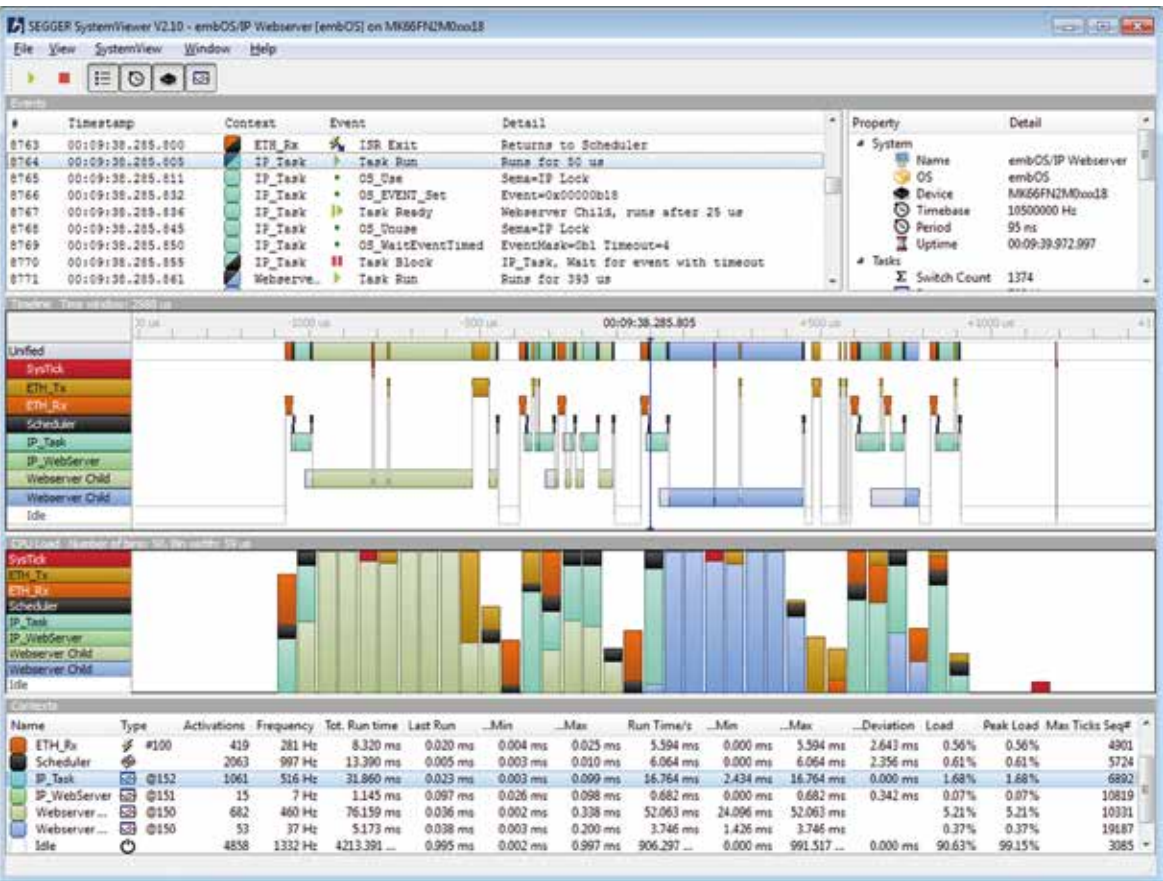 SEGGER SystemViewer V2.10 - embOS/IP Webserver [embOS] on MK66FN2M0xxx18
File View SystemView Window Help
Events
# Timestamp Context Event Detail
8763 00:09:38.285.800 ETH_Rx ISR Exit Returns to Scheduler
8764 00:09:38.285.805 IP_Task Task Run Runs for 50 us
8765 00:09:38.285.811 IP_Task OS_Use Sema=IP Lock
8766 00:09:38.285.832 IP_Task OS_EVENT_Set Event=0x00000b18
8767 00:09:38.285.836 IP_Task Task Ready Webserver Child, runs after 25 us
8768 00:09:38.285.845 IP_Task OS_Unuse Sema=IP Lock
8769 00:09:38.285.850 IP_Task OS_WaitEventTimed EventMask=0b1 Timeout=4
8770 00:09:38.285.855 IP_Task Task Block IP_Task, Wait for event with timeout
8771 00:09:38.285.861 Webserve... Task Run Runs for 393 us
Property Detail
System
Name embOS/IP Webserver
OS embOS
Device MK66FN2M0xxx18
Timebase 10500000 Hz
Period 95 ns
Uptime 00:09:39.972.997
Tasks
Σ Switch Count 1374
Timeline Time window: 2980 us
-1000 us -500 us 00:09:38.285.805 +500 us +1000 us
Unified
SysTick
ETH_Tx
ETH_Rx
Scheduler
IP_Task
IP_WebServer
Webserver Child
Webserver Child
Idle
CPU Load Number of bins: 50, Bin width: 59 us
SysTick
ETH_Tx
ETH_Rx
Scheduler
IP_Task
IP_WebServer
Webserver Child
Webserver Child
Idle
Contexts
Name Type Activations Frequency Tot. Run time Last Run ...Min ...Max Run Time/s ...Min ...Max ...Deviation Load Peak Load Max Ticks Seq#
ETH_Rx #100 419 281 Hz 8.320 ms 0.020 ms 0.004 ms 0.025 ms 5.594 ms 0.000 ms 5.594 ms 2.643 ms 0.56% 0.56% 4901
Scheduler 2063 997 Hz 13.390 ms 0.005 ms 0.003 ms 0.010 ms 6.064 ms 0.000 ms 6.064 ms 2.356 ms 0.61% 0.61% 5724
IP_Task @152 1061 516 Hz 31.860 ms 0.023 ms 0.003 ms 0.099 ms 16.764 ms 2.434 ms 16.764 ms 0.000 ms 1.68% 1.68% 6892
IP_WebServer @151 15 7 Hz 1.145 ms 0.097 ms 0.026 ms 0.098 ms 0.682 ms 0.000 ms 0.682 ms 0.342 ms 0.07% 0.07% 10819
Webserver ... @150 682 460 Hz 76.159 ms 0.036 ms 0.002 ms 0.338 ms 52.063 ms 24.096 ms 52.063 ms 5.21% 5.21% 10331
Webserver ... @150 53 37 Hz 5.173 ms 0.038 ms 0.003 ms 0.200 ms 3.746 ms 1.426 ms 3.746 ms 0.37% 0.37% 19187
Idle 4858 1332 Hz 4213.391 ... 0.995 ms 0.002 ms 0.997 ms 906.297 ... 0.000 ms 991.517 ... 0.000 ms 90.63% 99.15% 3085